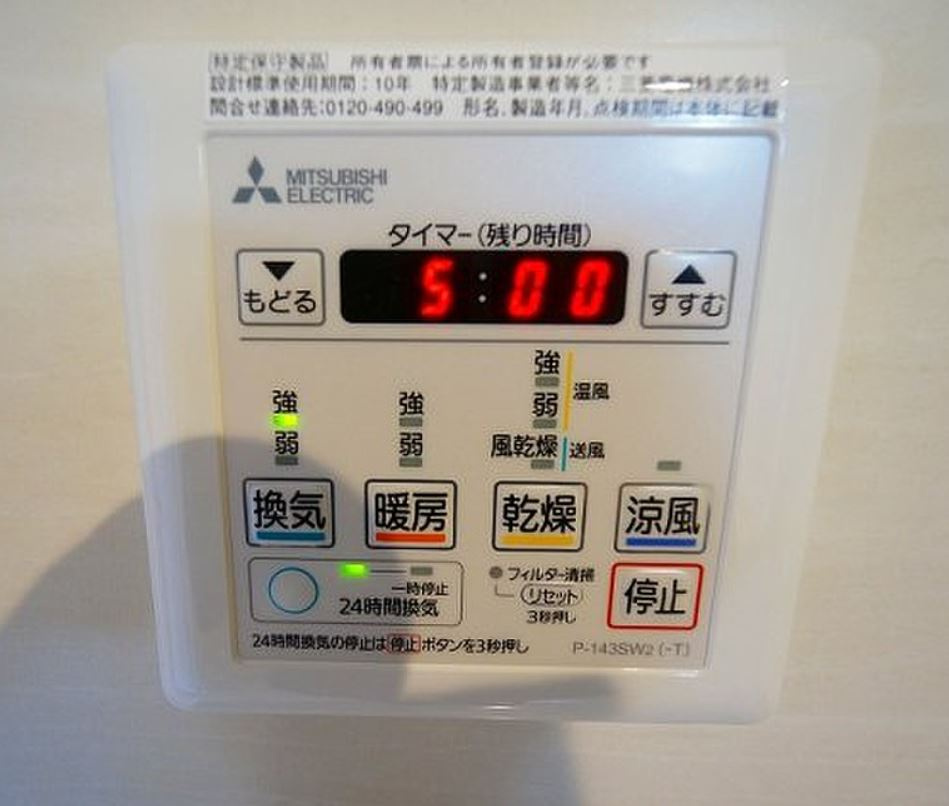 特定保守製品 所有者票による所有者登録が必要です
設計標準使用期間：10年 特定製造事業者等名：三菱電機株式会社
問合せ連絡先:0120-490-499 形名、製造年月、点検期間は本体に記載
MITSUBISHI
ELECTRIC
タイマー(残り時間)
▼ 5:00 ▲
もどる すすむ
強
温風
強 強 弱
弱 弱 風乾燥 送風
換気 暖房 乾燥 涼風
フィルター清掃
一時停止 リセット 停止
24時間換気 3秒押し
24時間換気の停止は停止ボタンを3秒押し P-143SW2(-T)